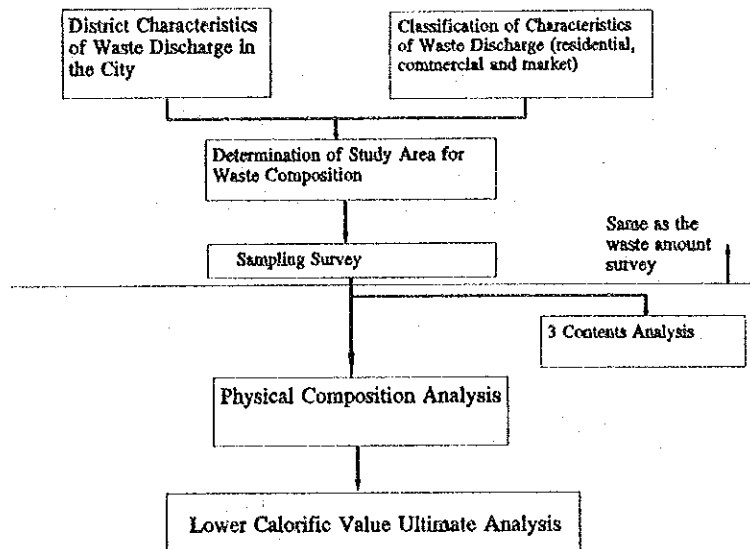 District Characteristics
of Waste Discharge in
the City
Classification of Characteristics
of Waste Discharge (residential,
commercial and market)
Determination of Study Area for
Waste Composition
Sampling Survey
Same as the
waste amount
survey
3 Contents Analysis
Physical Composition Analysis
Lower Calorific Value Ultimate Analysis